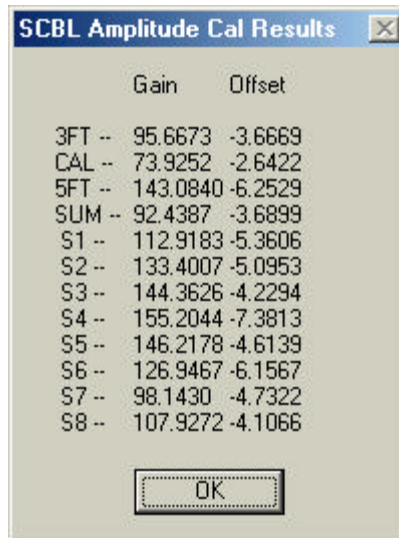 SCBL Amplitude Cal Results
Gain Offset
3FT -- 95.6673 -3.6669
CAL -- 73.9252 -2.6422
5FT -- 143.0840 -6.2529
SUM -- 92.4387 -3.6899
S1 -- 112.9183 -5.3606
S2 -- 133.4007 -5.0953
S3 -- 144.3626 -4.2294
S4 -- 155.2044 -7.3813
S5 -- 146.2178 -4.6139
S6 -- 126.9467 -6.1567
S7 -- 98.1430 -4.7322
S8 -- 107.9272 -4.1066
OK